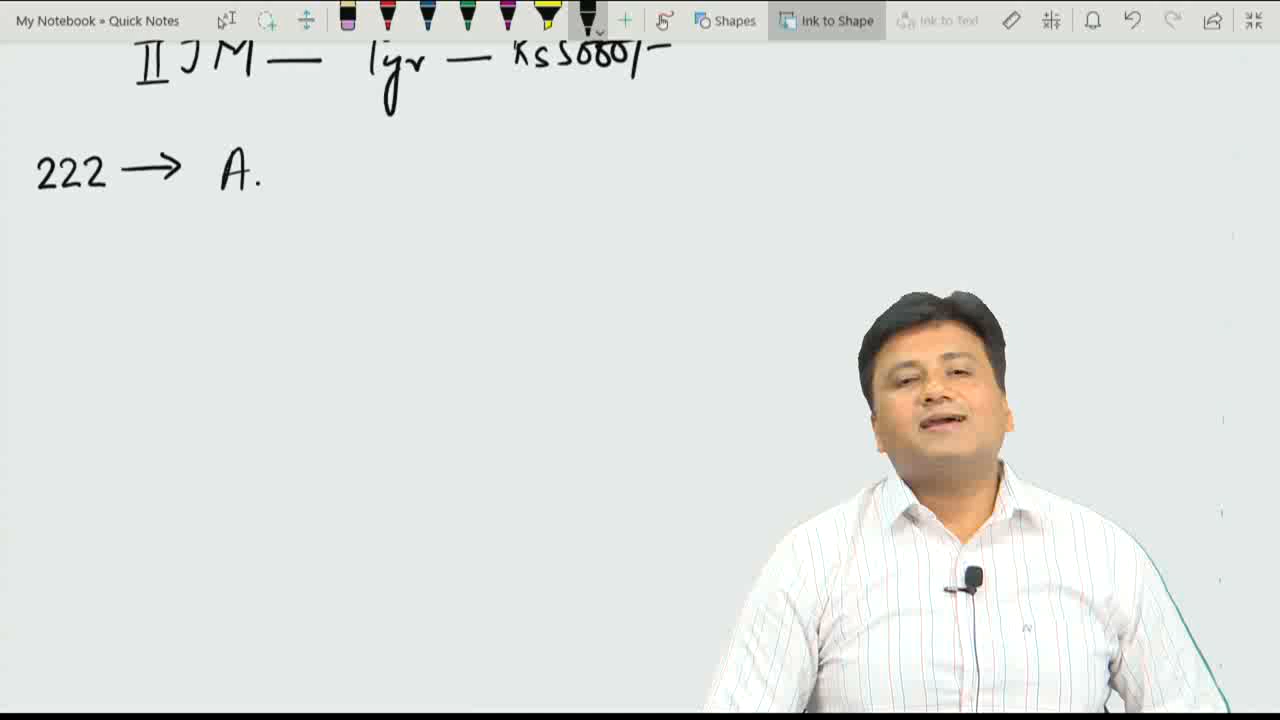 My Notebook » Quick Notes Shapes Ink to Shape Ink to Text
II JM — 1yr — Rs 5000/-
222 → A.